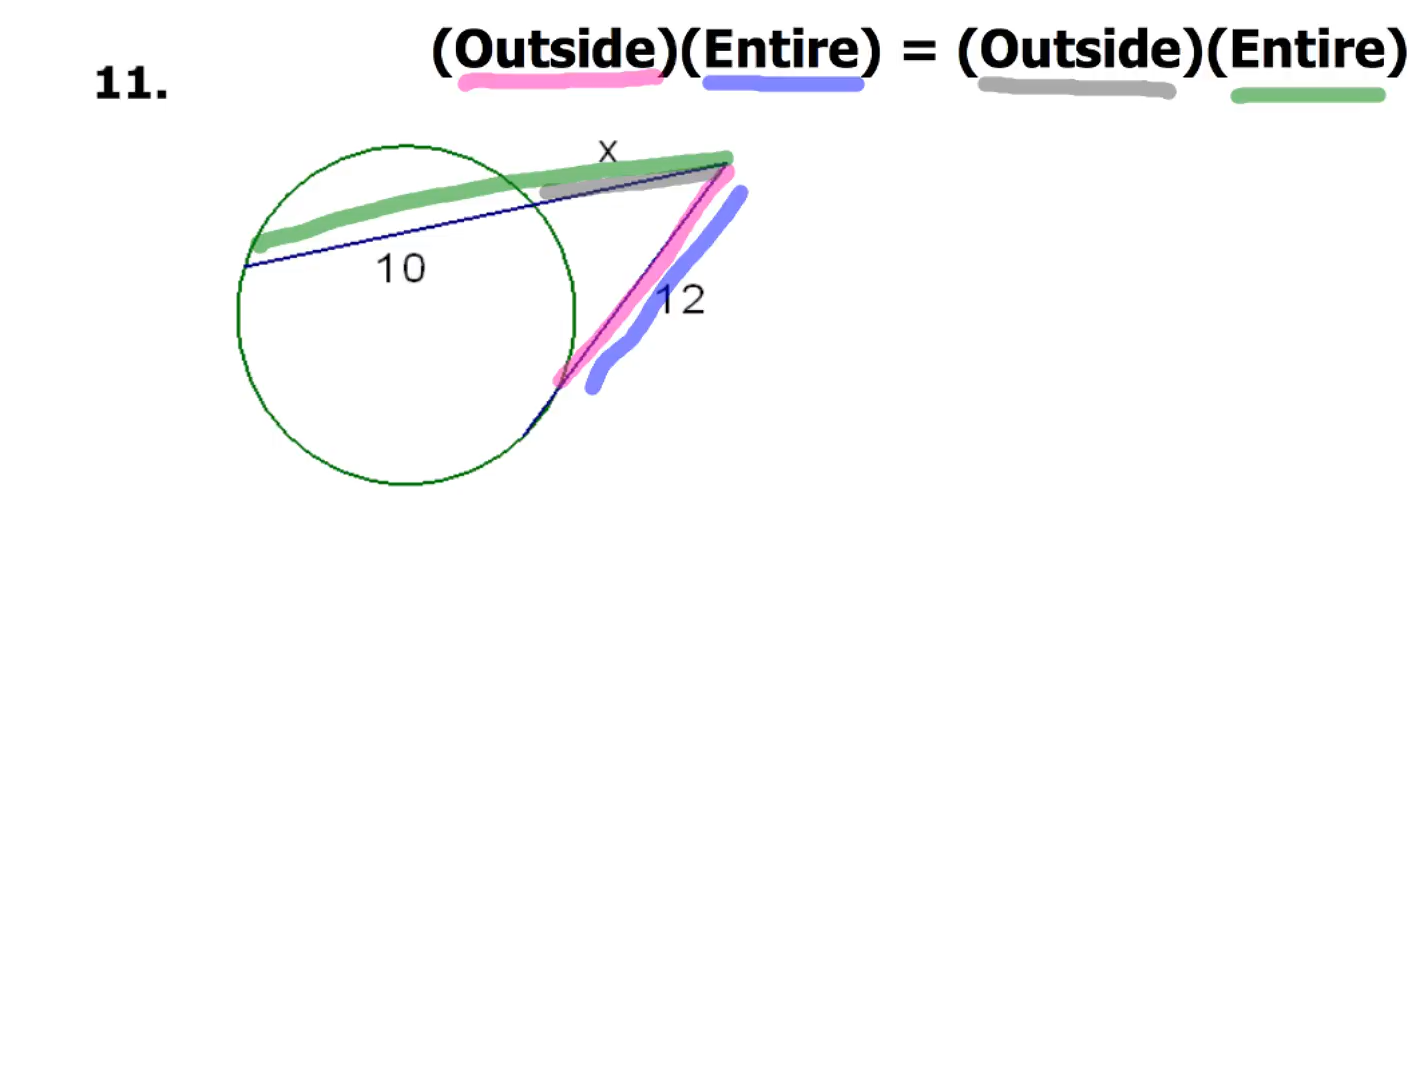 (Outside)(Entire) = (Outside)(Entire)
11.
x
10
12